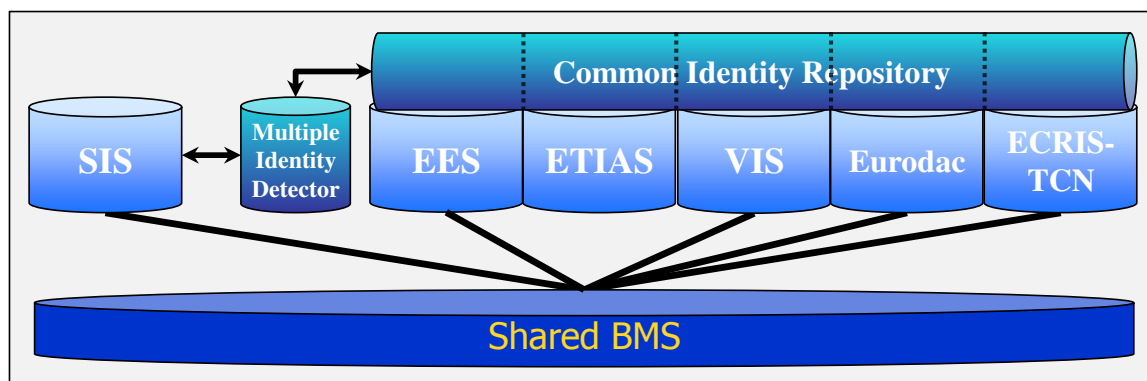 Common Identity Repository
SIS
Multiple
Identity
Detector
EES
ETIAS
VIS
Eurodac
ECRIS-
TCN
Shared BMS